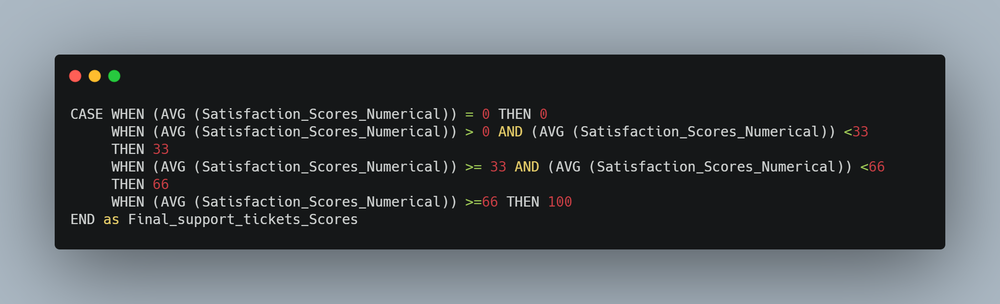 CASE WHEN (AVG (Satisfaction_Scores_Numerical)) = 0 THEN 0
     WHEN (AVG (Satisfaction_Scores_Numerical)) > 0 AND (AVG (Satisfaction_Scores_Numerical)) <33
     THEN 33
     WHEN (AVG (Satisfaction_Scores_Numerical)) >= 33 AND (AVG (Satisfaction_Scores_Numerical)) <66
     THEN 66
     WHEN (AVG (Satisfaction_Scores_Numerical)) >=66 THEN 100
END as Final_support_tickets_Scores